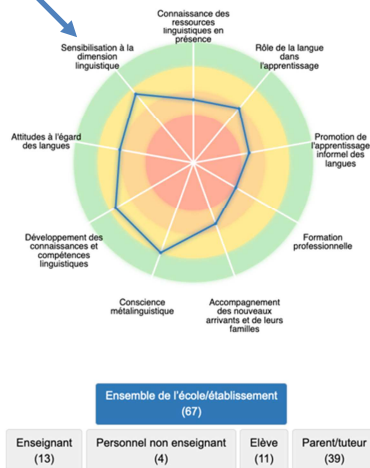 Connaissance des
ressources
linguistiques en
présence
Sensibilisation à la
dimension
linguistique
Rôle de la langue
dans
l'apprentissage
Attitudes à l'égard
des langues
Promotion de
l'apprentissage
informel des
langues
Développement des
connaissances et
compétences
linguistiques
Formation
professionnelle
Conscience
métalinguistique
Accompagnement
des nouveaux
arrivants et de leurs
familles
Ensemble de l'école/établissement
(67)
Enseignant
(13)
Personnel non enseignant
(4)
Elève
(11)
Parent/tuteur
(39)